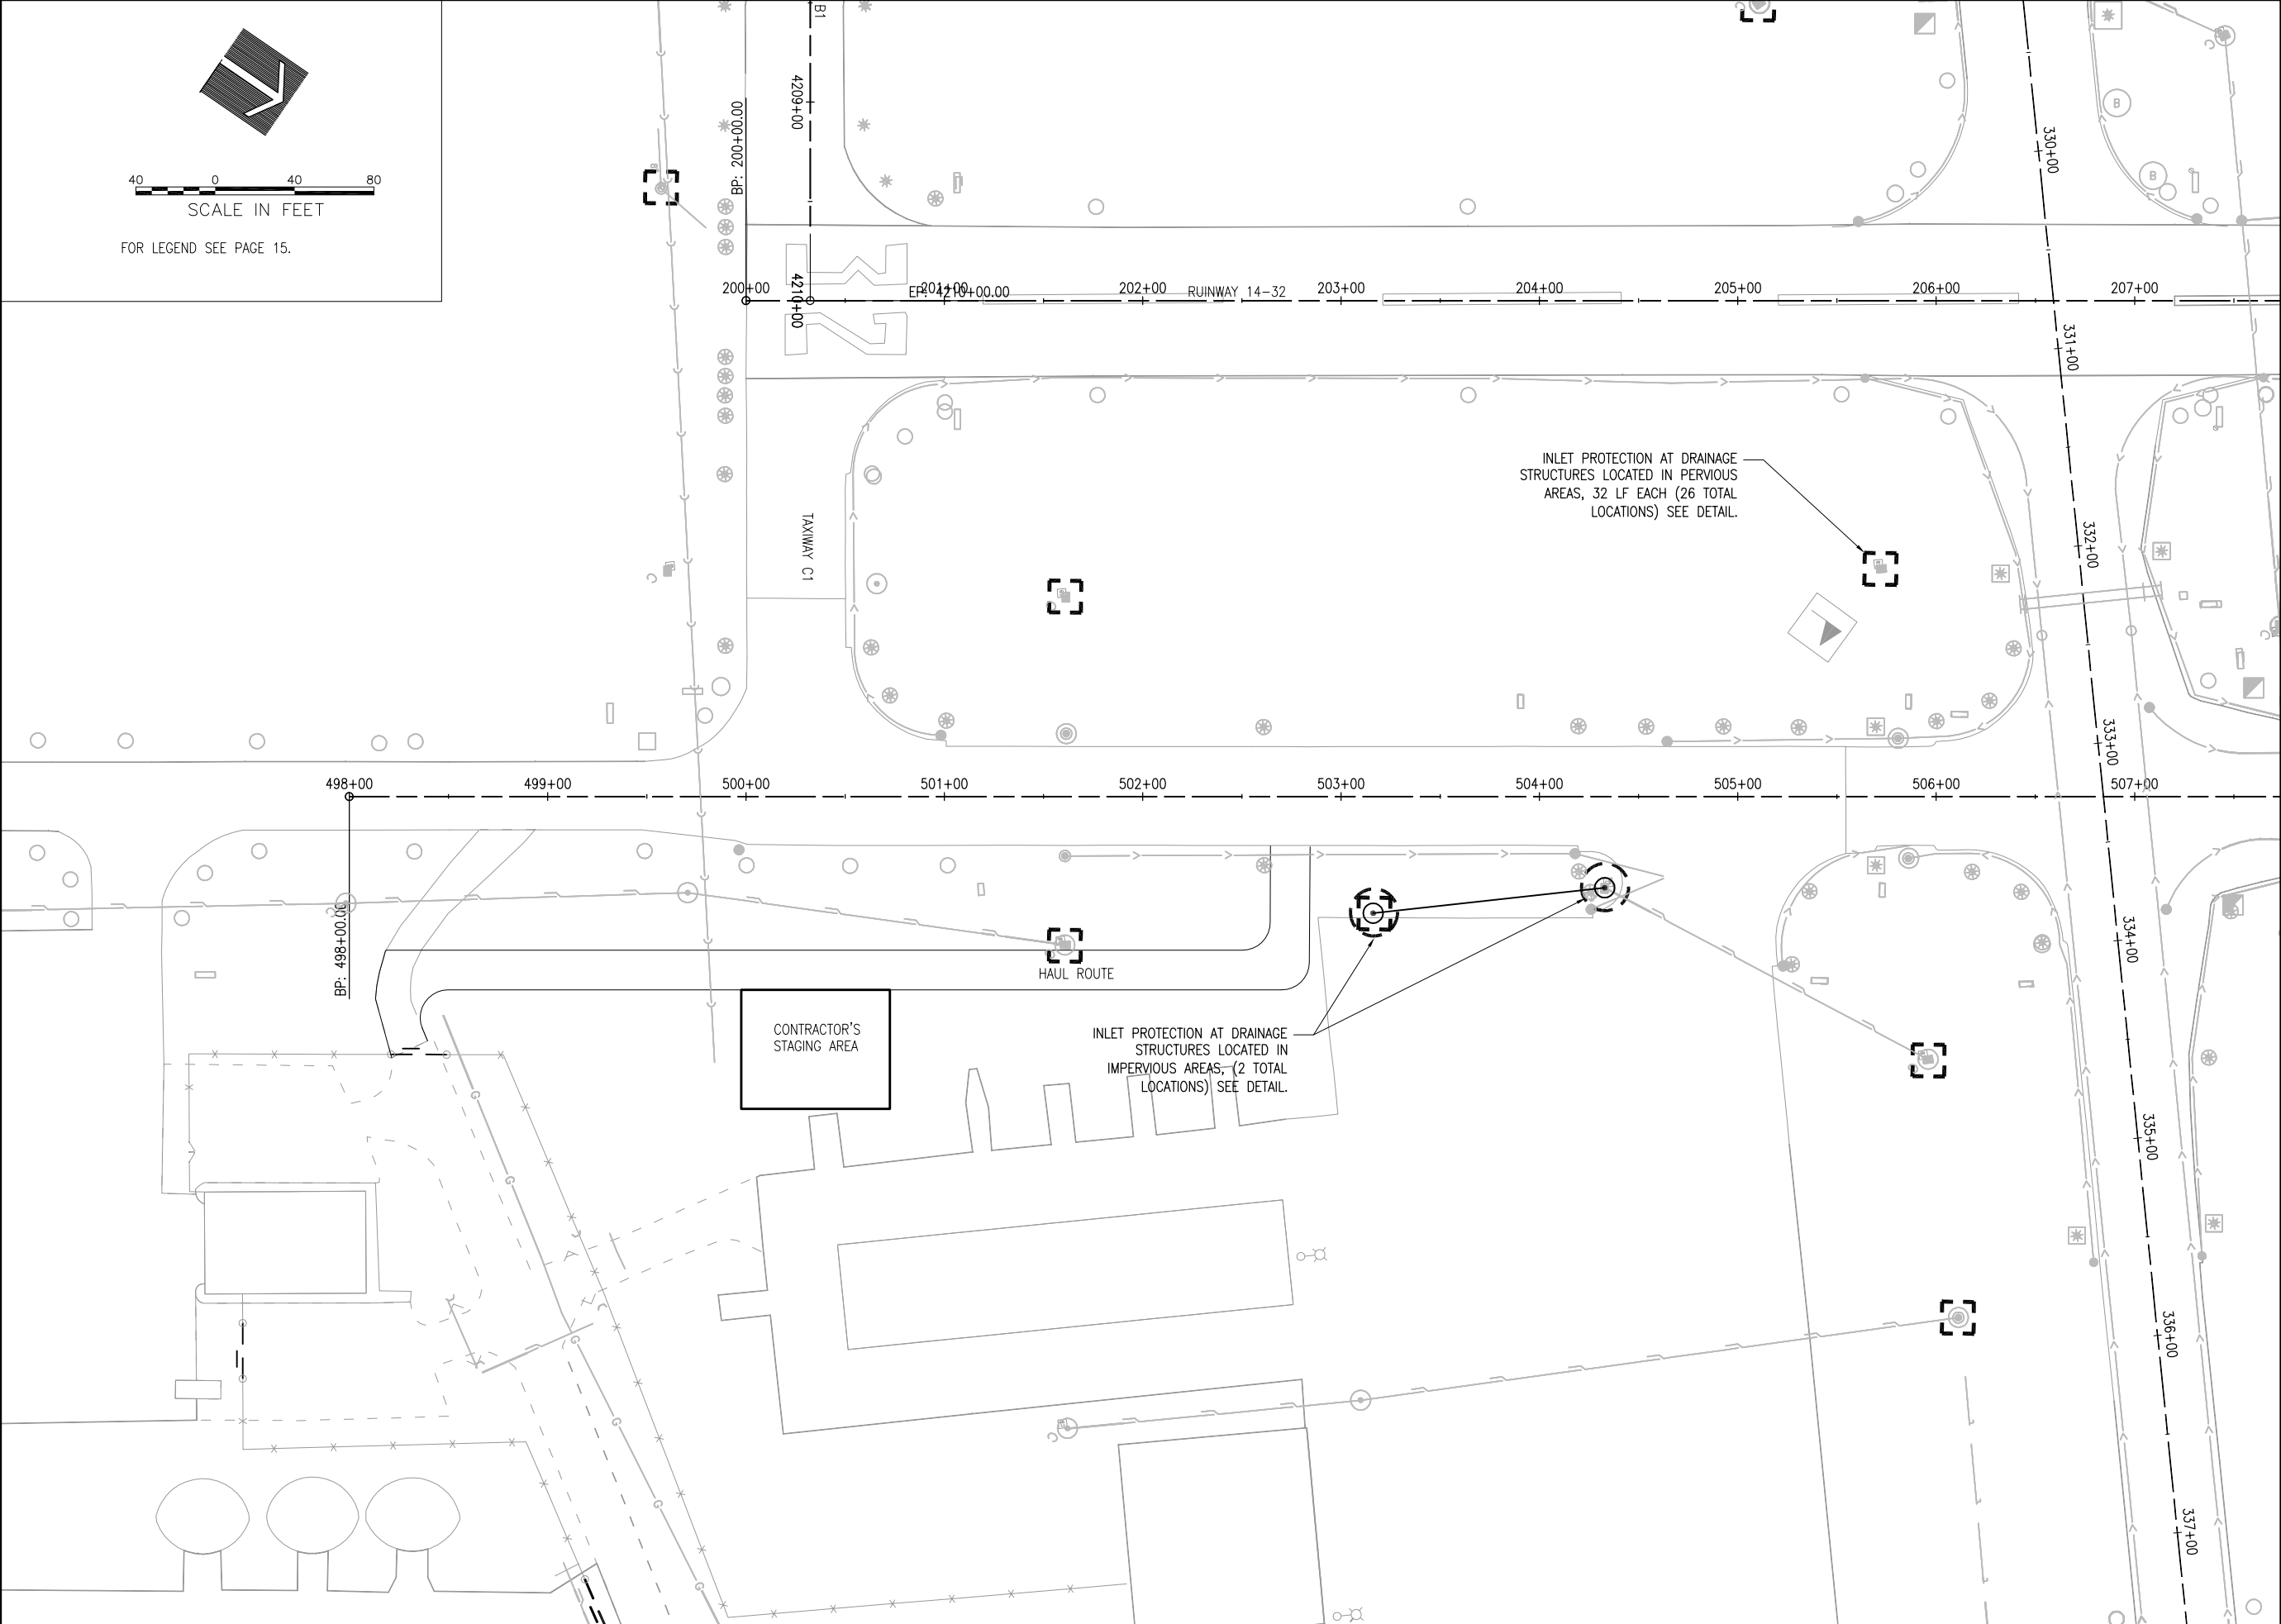 40 0 40 80
SCALE IN FEET
FOR LEGEND SEE PAGE 15.
B1
4209+00
BP: 200+00.00
4210+00
EP: 4210+00.00
200+00 201+00 202+00 203+00 204+00 205+00 206+00 207+00
RUINWAY 14-32
330+00
331+00
332+00
333+00
334+00
335+00
336+00
337+00
B
B
TAXIWAY C1
INLET PROTECTION AT DRAINAGE
STRUCTURES LOCATED IN PERVIOUS
AREAS, 32 LF EACH (26 TOTAL
LOCATIONS) SEE DETAIL.
498+00 499+00 500+00 501+00 502+00 503+00 504+00 505+00 506+00 507+00
BP: 498+00.00
HAUL ROUTE
CONTRACTOR'S
STAGING AREA
INLET PROTECTION AT DRAINAGE
STRUCTURES LOCATED IN
IMPERVIOUS AREAS, (2 TOTAL
LOCATIONS) SEE DETAIL.
G
G
G
G
G
G